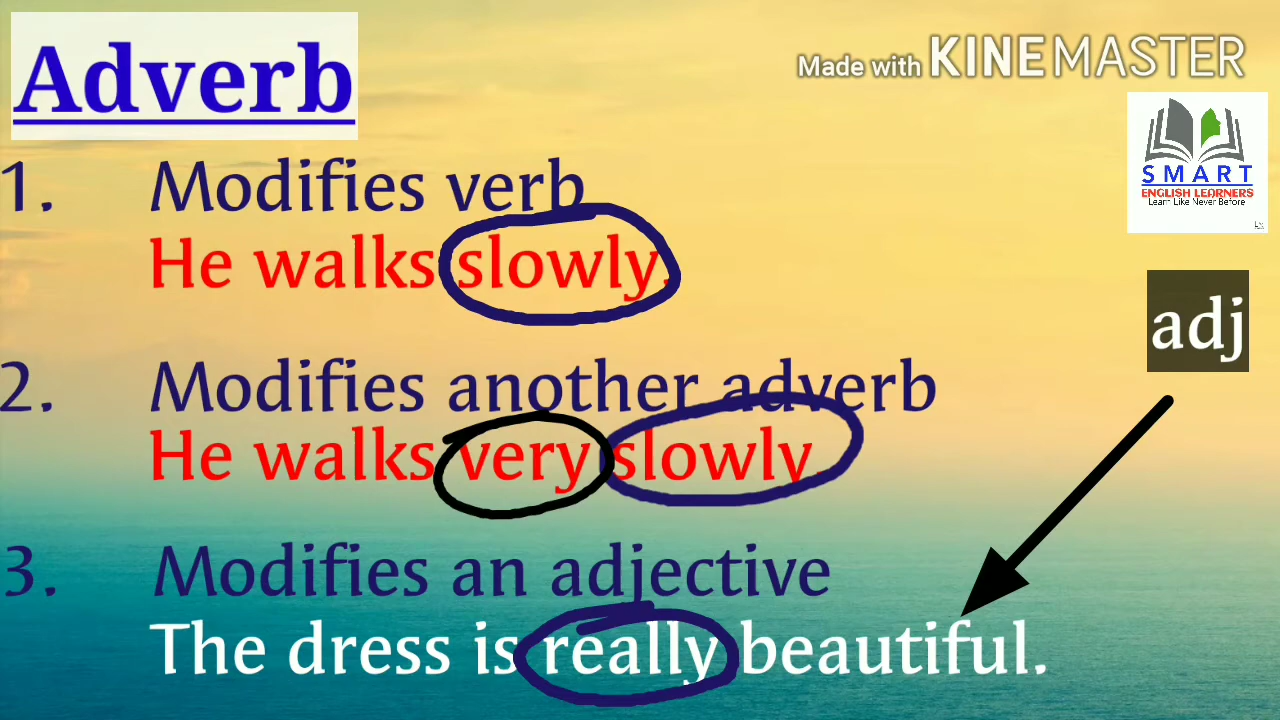 Adverb
Made with KINEMASTER
SMART
ENGLISH LEARNERS
Learn Like Never Before
1. Modifies verb
He walks slowly.
adj
2. Modifies another adverb
He walks very slowly.
3. Modifies an adjective
The dress is really beautiful.